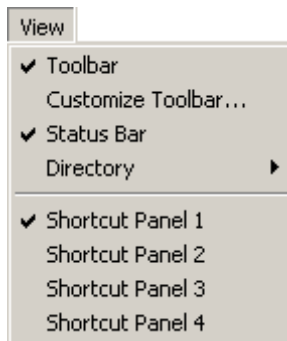 View
Toolbar
Customize Toolbar...
Status Bar
Directory
Shortcut Panel 1
Shortcut Panel 2
Shortcut Panel 3
Shortcut Panel 4